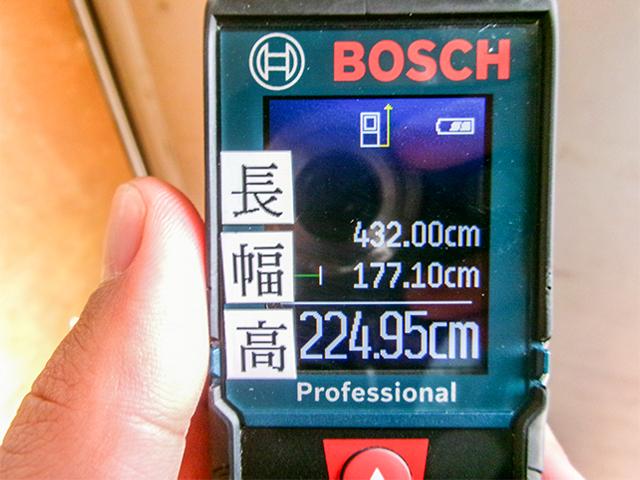 BOSCH
長 432.00cm
幅 177.10cm
高 224.95cm
Professional